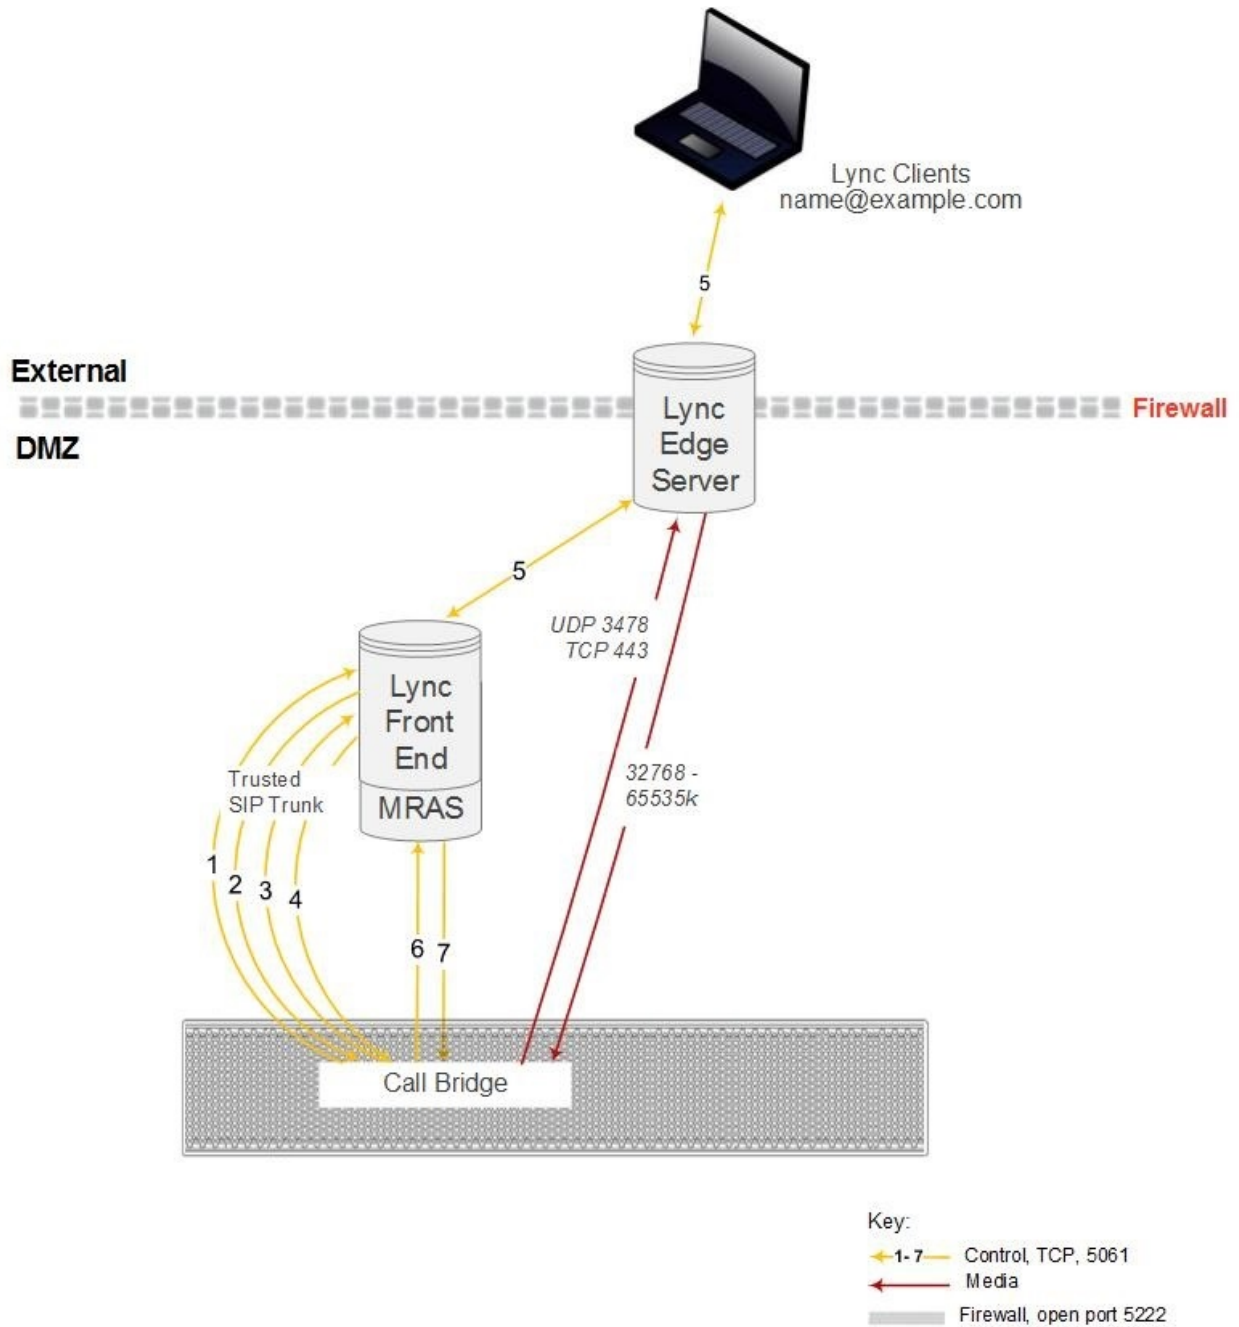 Lync Clients
name@example.com
5
External
Firewall
DMZ
Lync
Edge
Server
5
UDP 3478
TCP 443
Lync
Front
End
MRAS
Trusted
SIP Trunk
32768 -
65535k
1
2
3
4
6
7
Call Bridge
Key:
1-7
Control, TCP, 5061
Media
Firewall, open port 5222